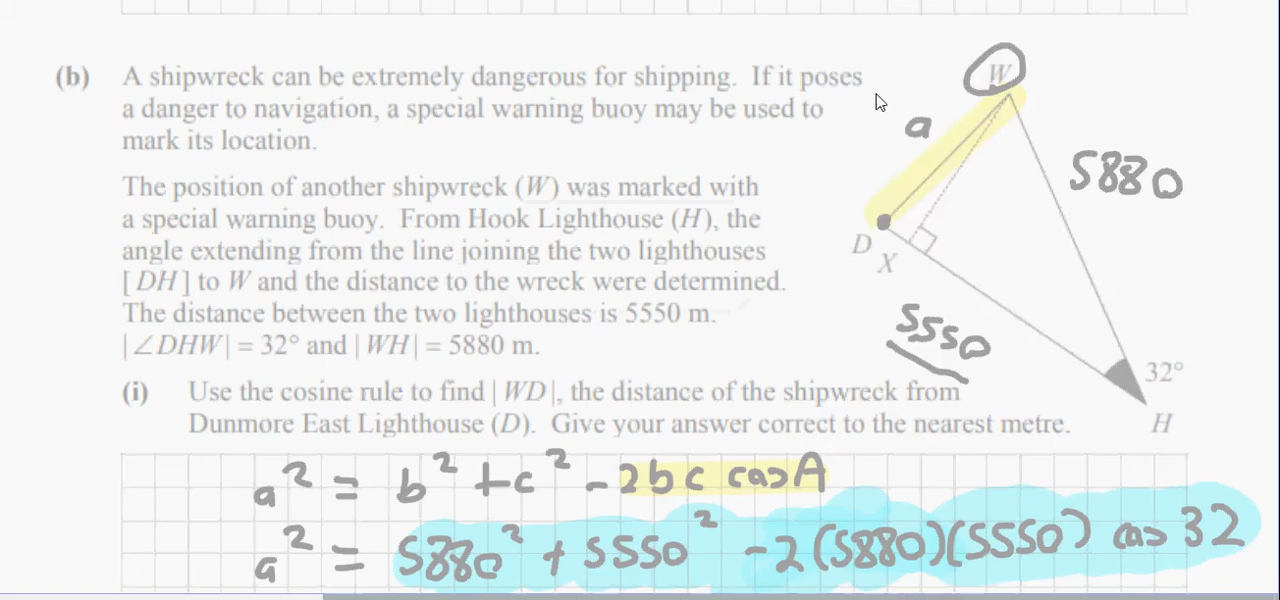 (b) A shipwreck can be extremely dangerous for shipping. If it poses
a danger to navigation, a special warning buoy may be used to
mark its location.
The position of another shipwreck (W) was marked with
a special warning buoy. From Hook Lighthouse (H), the
angle extending from the line joining the two lighthouses
[DH] to W and the distance to the wreck were determined.
The distance between the two lighthouses is 5550 m.
|∠DHW| = 32° and |WH| = 5880 m.
W
a
5880
D
X
5550
32°
H
(i) Use the cosine rule to find |WD|, the distance of the shipwreck from
Dunmore East Lighthouse (D). Give your answer correct to the nearest metre.
a² = b² + c² - 2bc cos A
a² = 5880² + 5550² - 2(5880)(5550) cos 32